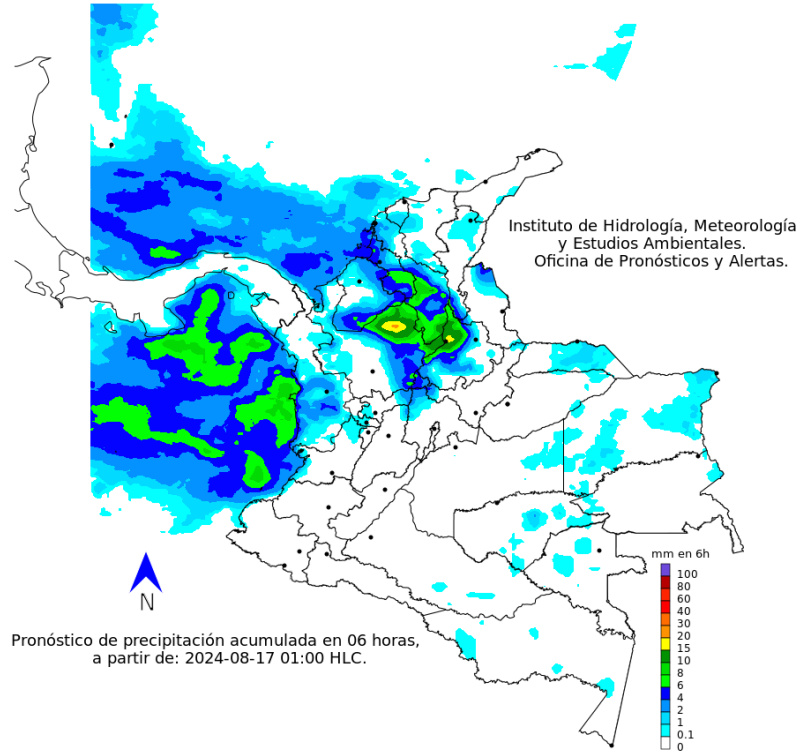 Instituto de Hidrología, Meteorología
y Estudios Ambientales.
Oficina de Pronósticos y Alertas.
N
Pronóstico de precipitación acumulada en 06 horas,
a partir de: 2024-08-17 01:00 HLC.
mm en 6h
100
80
60
40
30
20
15
10
8
6
4
2
1
0.1
0